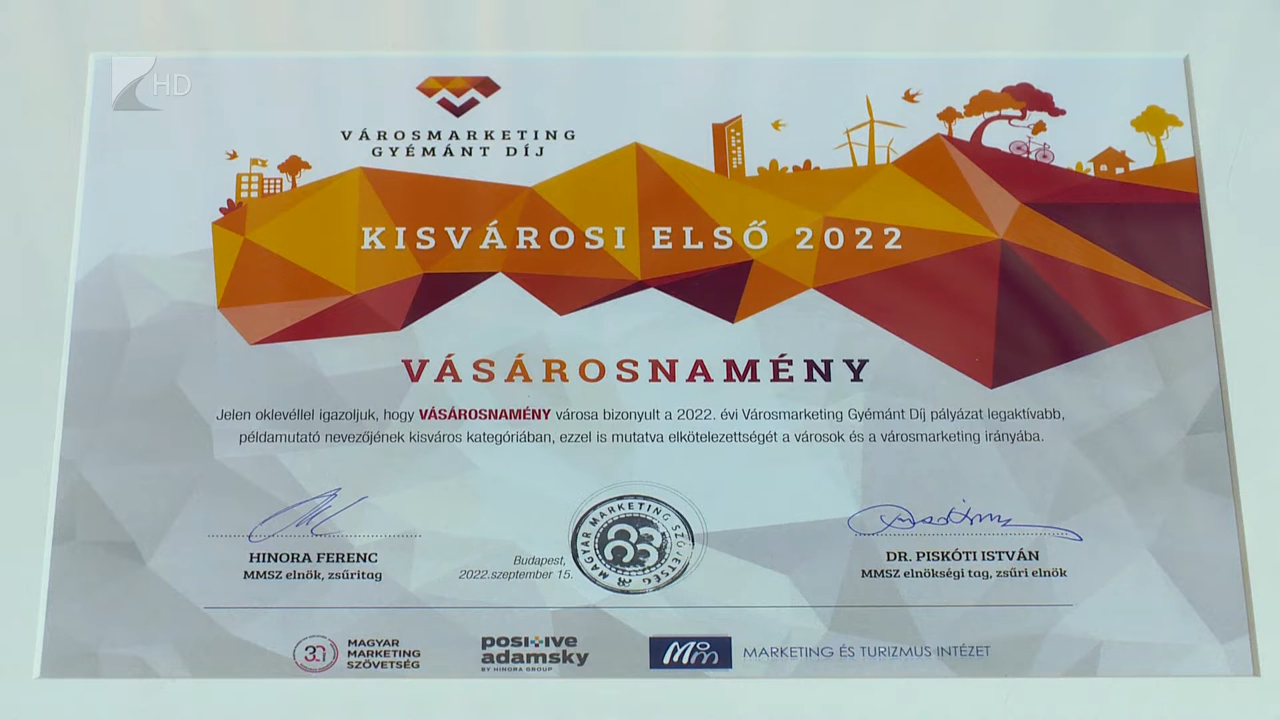 HD
VÁROSMARKETING
GYÉMÁNT DÍJ
KISVÁROSI ELSŐ 2022
VÁSÁROSNAMÉNY
Jelen oklevéllel igazoljuk, hogy VÁSÁROSNAMÉNY városa bizonyult a 2022. évi Városmarketing Gyémánt Díj pályázat legaktívabb,
példamutató nevezőjének kisváros kategóriában, ezzel is mutatva elkötelezettségét a városok és a városmarketing irányába.
HINORA FERENC
MMSZ elnök, zsűritag
Budapest,
2022.szeptember 15.
MAGYAR MARKETING SZÖVETSÉG
DR. PISKÓTI ISTVÁN
MMSZ elnökségi tag, zsűri elnök
30
MAGYAR
MARKETING
SZÖVETSÉG
positive
adamsky
BY HINORA GROUP
MARKETING ÉS TURIZMUS INTÉZET